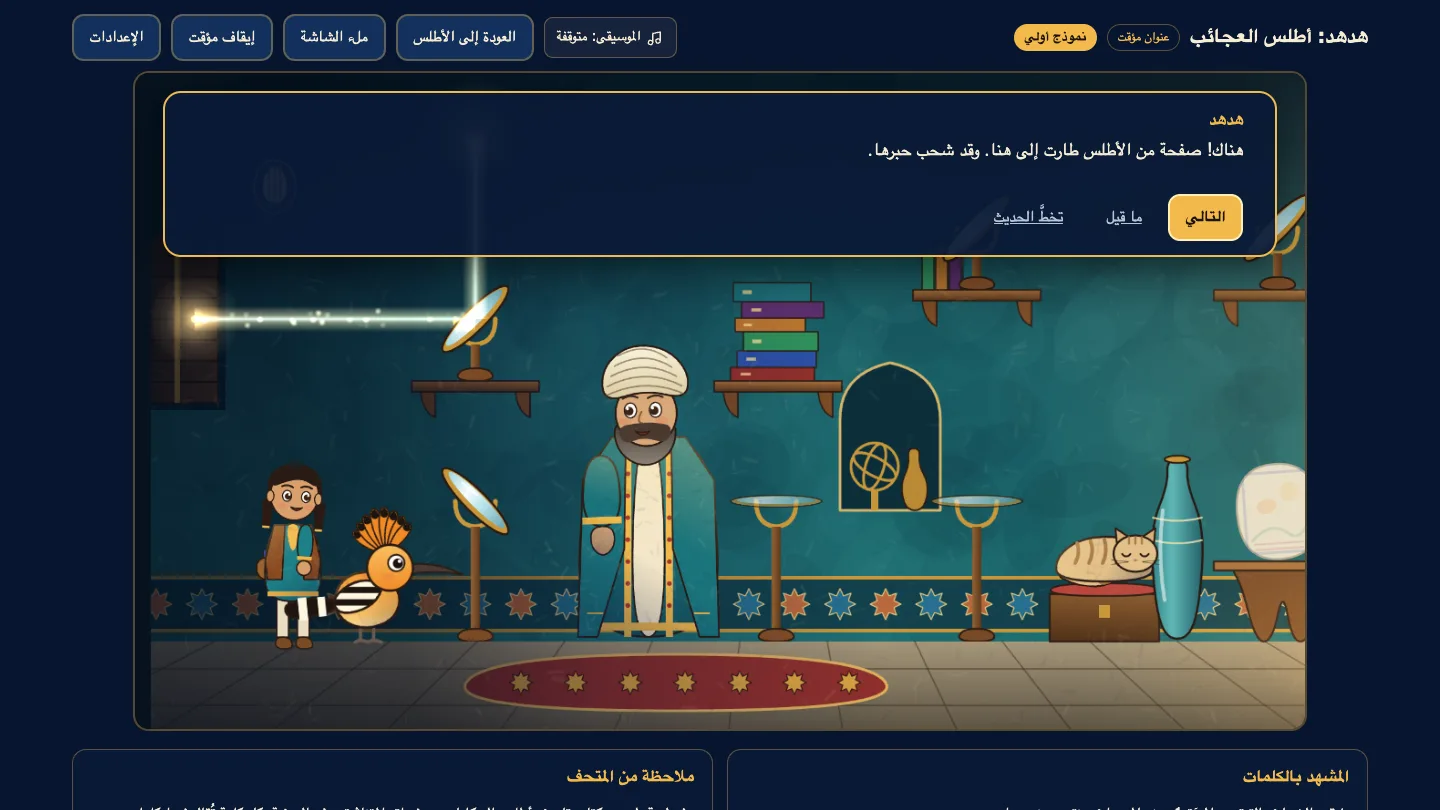 هدهد: أطلس العجائب
عنوان مؤقت
نموذج أولي
الموسيقى: متوقفة
العودة إلى الأطلس
ملء الشاشة
إيقاف مؤقت
الإعدادات
هدهد
هناك! صفحة من الأطلس طارت إلى هنا. وقد شحب حبرها.
التالي
ما قيل
تخطَّ الحديث
المشهد بالكلمات
ملاحظة من المتحف